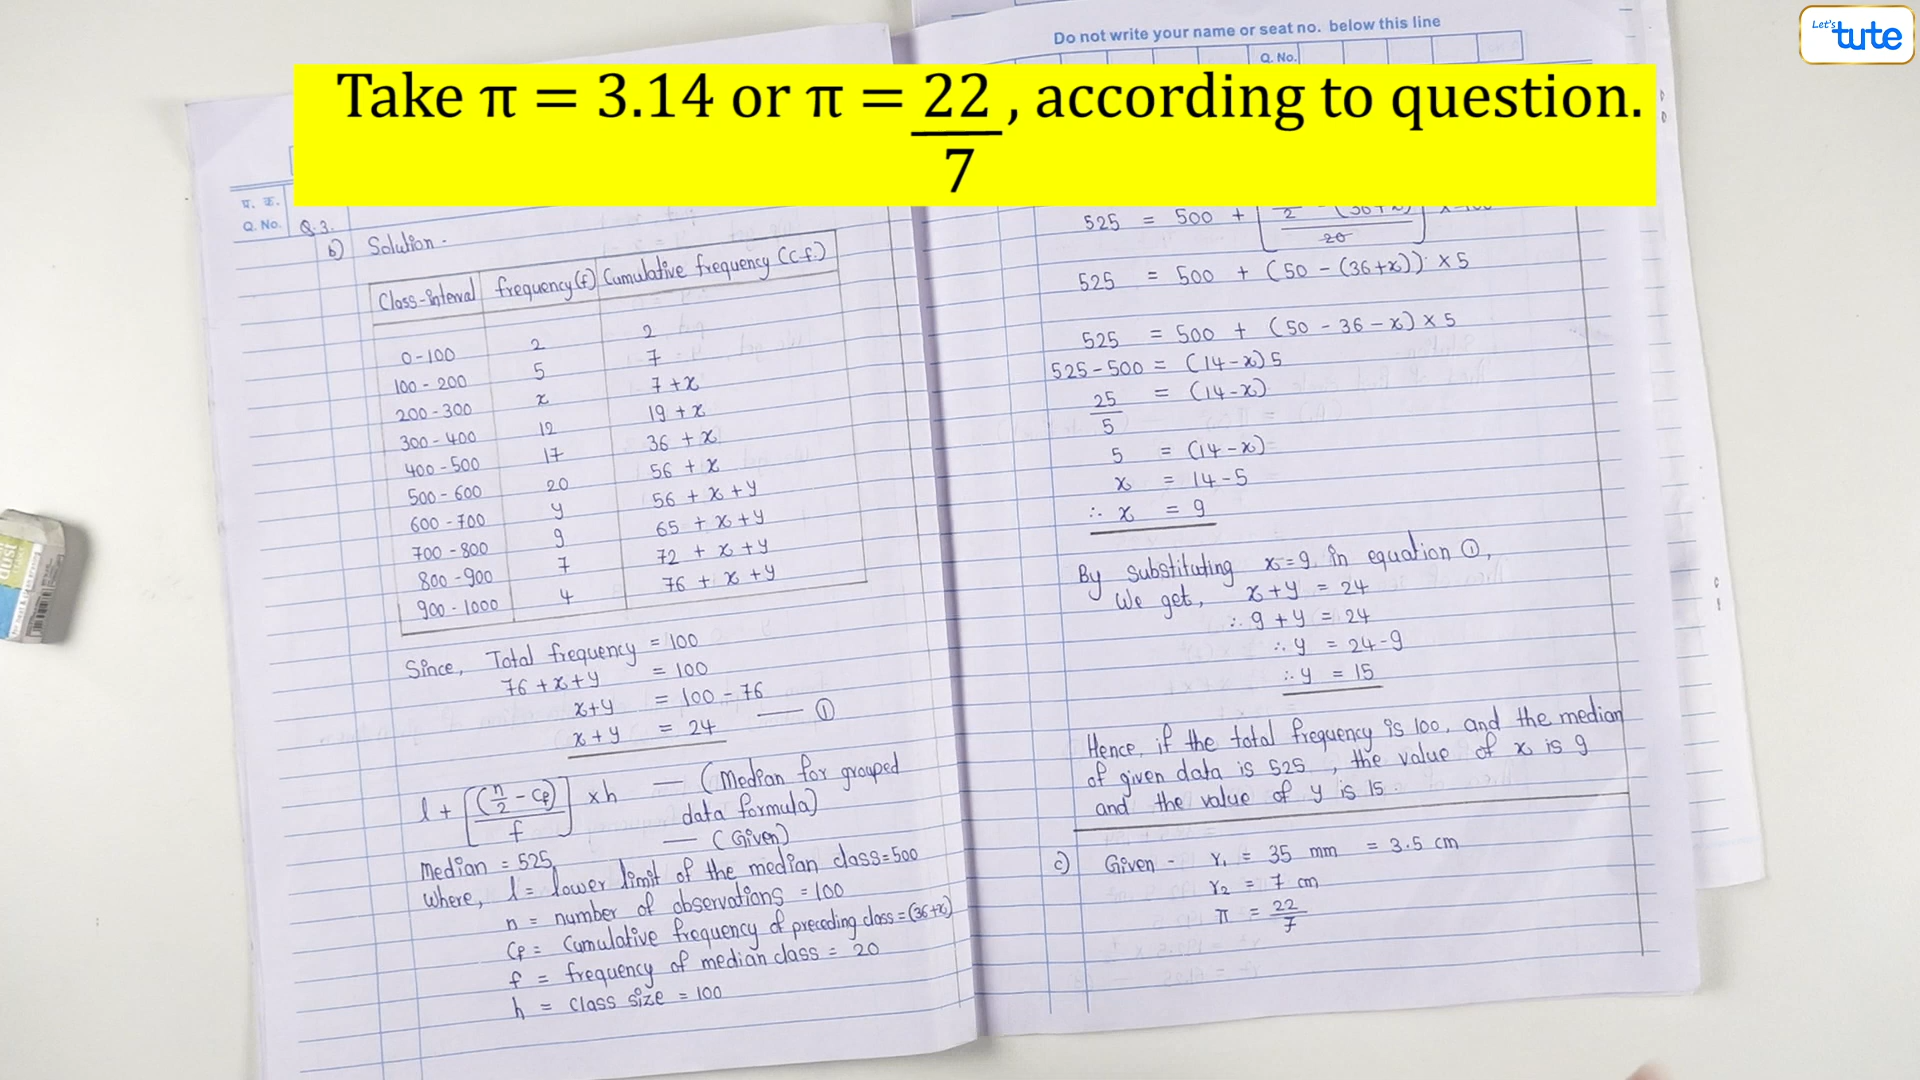 Let's
tute
Take π = 3.14 or π = 22/7, according to question.
प्र. क्र.
Q. No.
Q.3.
b) Solution -
Class-Interval frequency (f) Cumulative frequency (C.f.)
0-100 2 2
100 - 200 5 7
200 - 300 x 7 + x
300 - 400 12 19 + x
400 - 500 17 36 + x
500 - 600 20 56 + x
600 - 700 y 56 + x + y
700 - 800 9 65 + x + y
800 - 900 7 72 + x + y
900 - 1000 4 76 + x + y
Since, Total frequency = 100
76 + x + y = 100
x+y = 100 - 76
x + y = 24 —— ①
l + [(n/2 - Cf)/f] × h — (Median for grouped
data formula)
Median = 525 — (Given)
Where, l = lower limit of the median class = 500
n = number of observations = 100
Cf = Cumulative frequency of preceding class = (36+x)
f = frequency of median class = 20
h = Class size = 100
Do not write your name or seat no. below this line
Q. No.
525 = 500 +
2
20
525 = 500 + (50 - (36+x)) × 5
525 = 500 + (50 - 36 - x) × 5
525 - 500 = (14 - x) 5
25/5 = (14 - x)
5 = (14 - x)
x = 14 - 5
∴ x = 9
By substituting x = 9 in equation ①,
We get, x + y = 24
∴ 9 + y = 24
∴ y = 24 - 9
∴ y = 15
Hence, if the total frequency is 100, and the median
of given data is 525, the value of x is 9
and the value of y is 15.
c) Given - r₁ = 35 mm = 3.5 cm
r₂ = 7 cm
π = 22/7